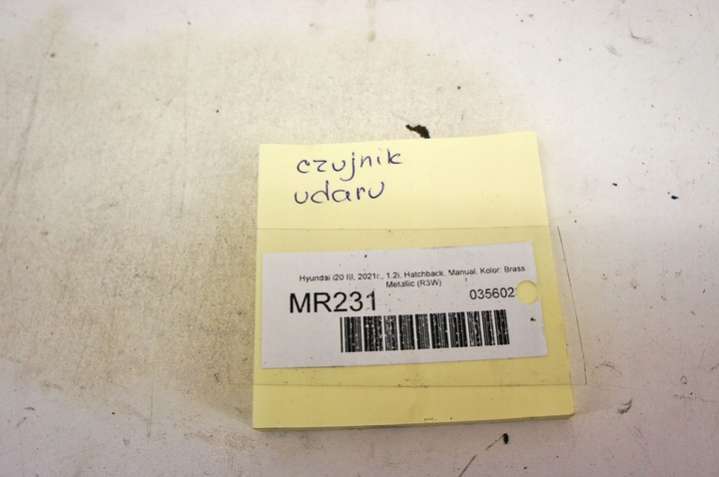 czujnik
udaru
Hyundai i20 III, 2021r., 1.2i, Hatchback, Manual, Kolor: Brass
Metallic (R3W)
MR231 035602